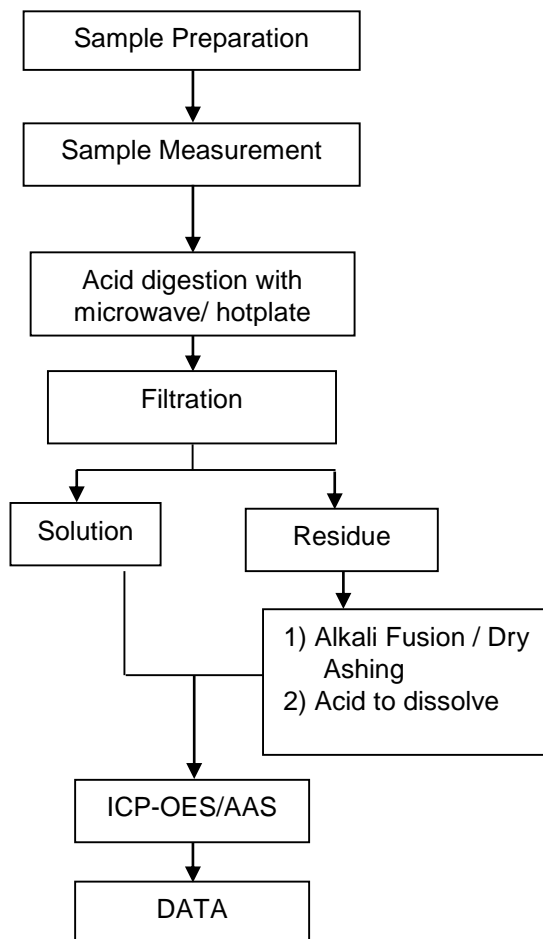 Sample Preparation
Sample Measurement
Acid digestion with
microwave/ hotplate
Filtration
Solution
Residue
1) Alkali Fusion / Dry
Ashing
2) Acid to dissolve
ICP-OES/AAS
DATA